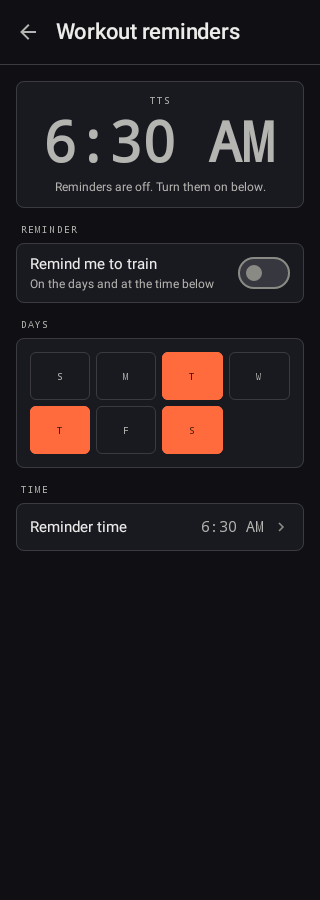 Workout reminders
TTS
6:30 AM
Reminders are off. Turn them on below.
REMINDER
Remind me to train
On the days and at the time below
DAYS
S M T W
T F S
TIME
Reminder time 6:30 AM